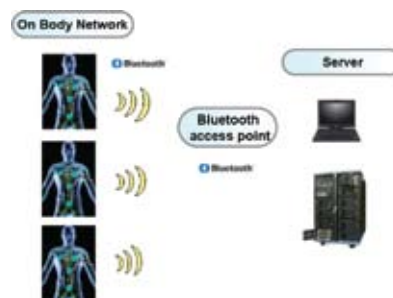 On Body Network
Bluetooth
Server
Bluetooth
access point
Bluetooth